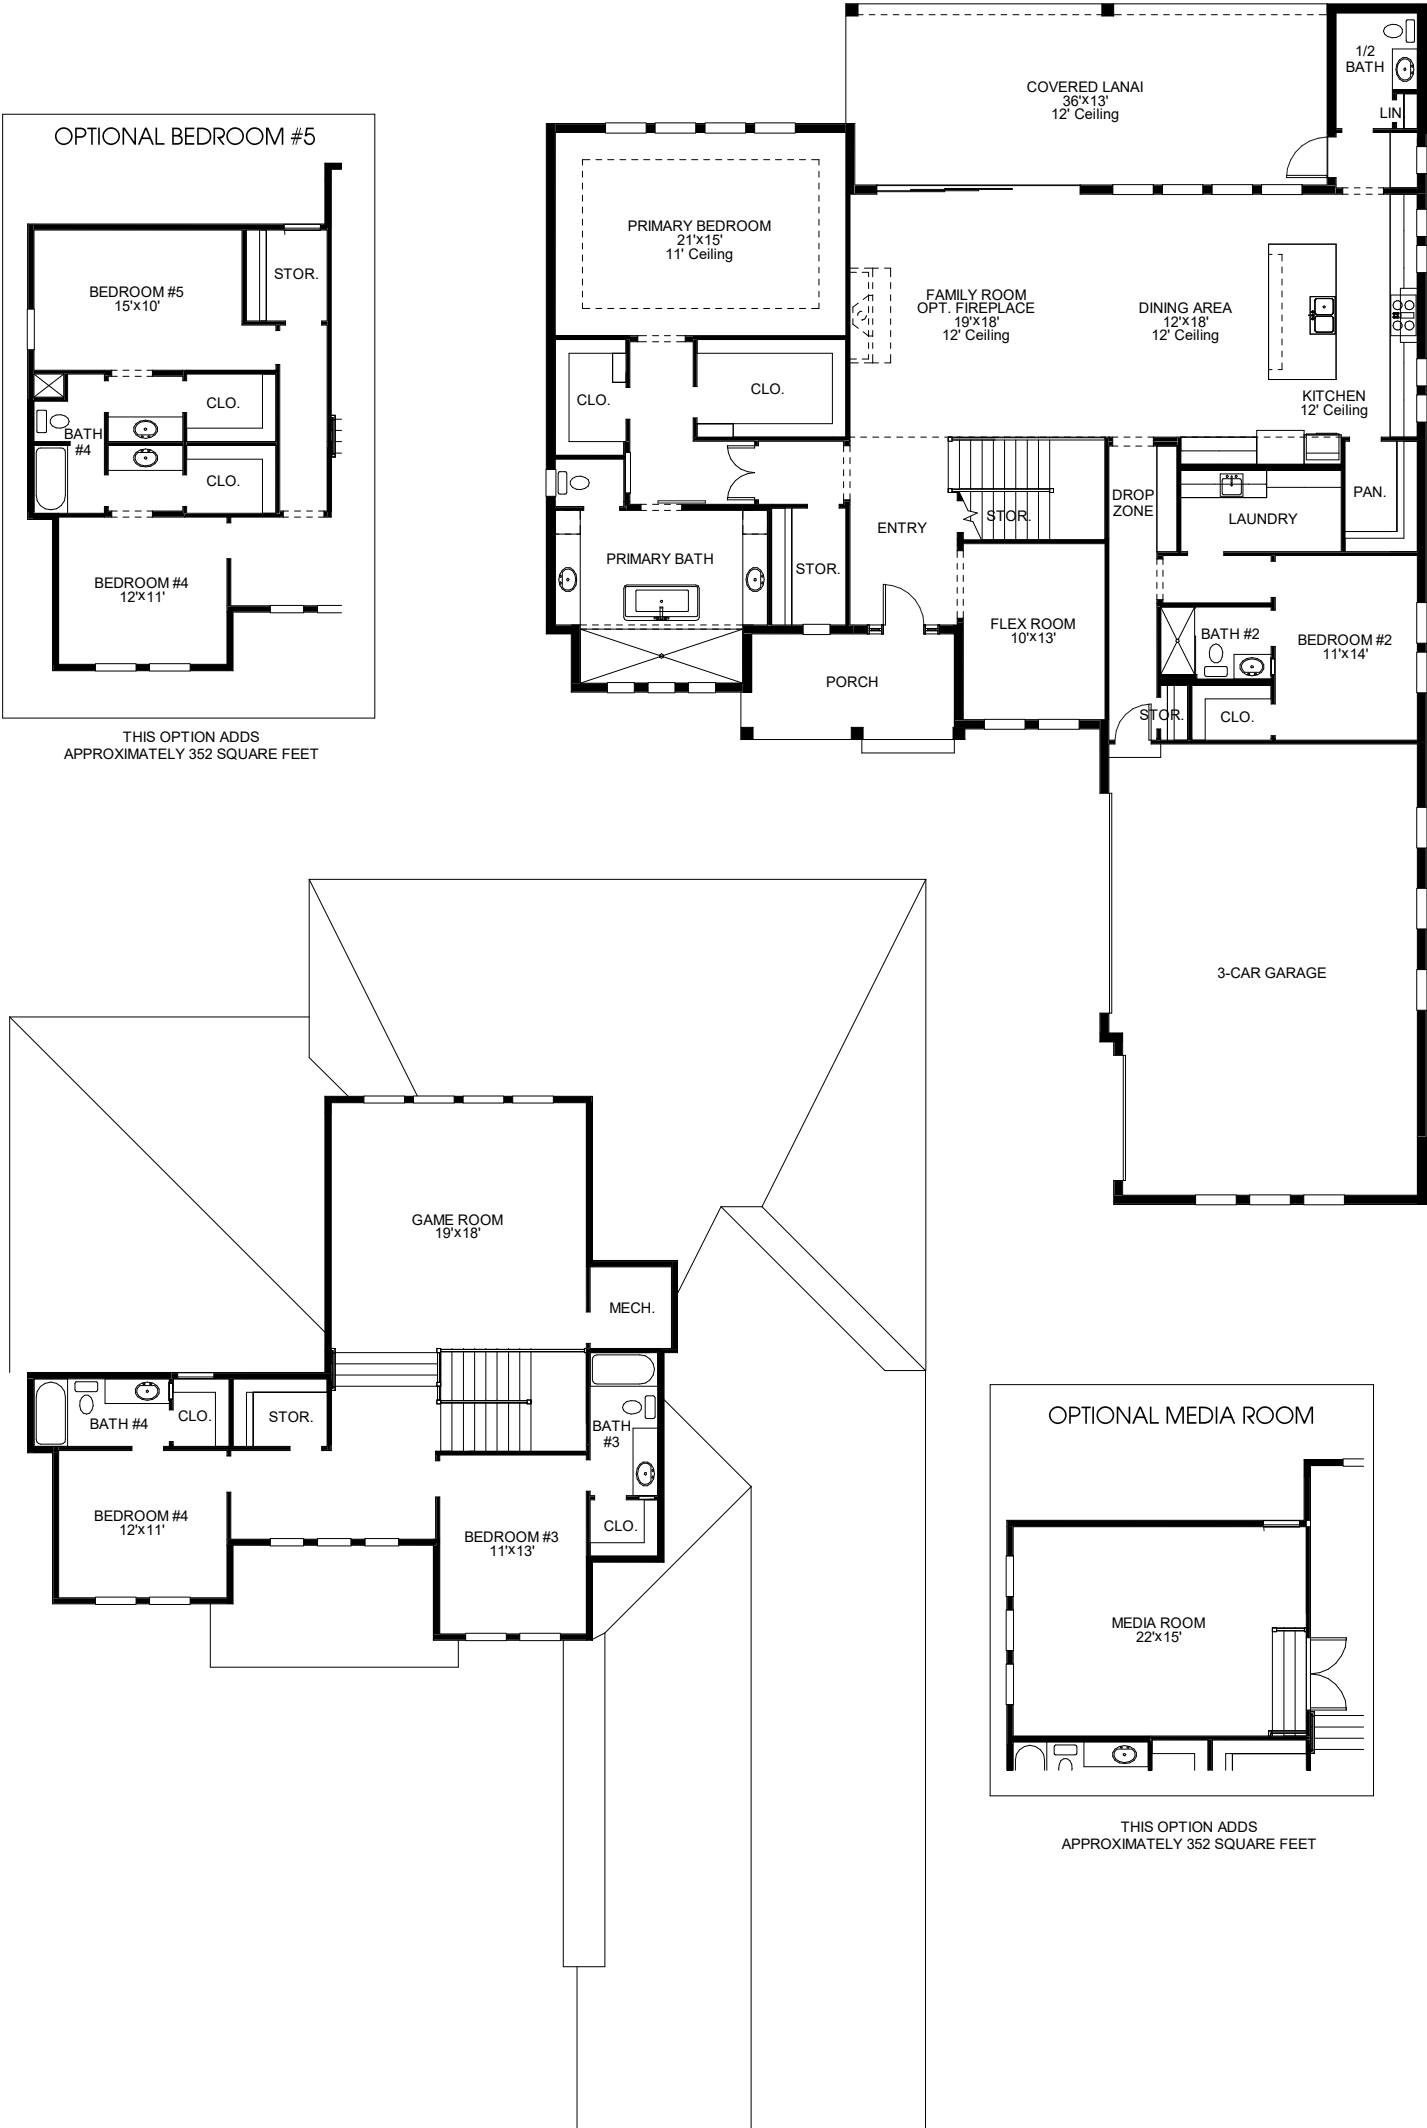 1/2
BATH
COVERED LANAI
36'x13'
12' Ceiling
LIN
PRIMARY BEDROOM
21'x15'
11' Ceiling
FAMILY ROOM
OPT. FIREPLACE
19'x18'
12' Ceiling
DINING AREA
12'x18'
12' Ceiling
KITCHEN
12' Ceiling
CLO.
CLO.
DROP
ZONE
PAN.
STOR.
LAUNDRY
ENTRY
PRIMARY BATH
STOR.
FLEX ROOM
10'x13'
BATH #2
BEDROOM #2
11'x14'
PORCH
STOR.
CLO.
3-CAR GARAGE
OPTIONAL BEDROOM #5
STOR.
BEDROOM #5
15'x10'
CLO.
BATH
#4
CLO.
BEDROOM #4
12'x11'
THIS OPTION ADDS
APPROXIMATELY 352 SQUARE FEET
GAME ROOM
19'x18'
MECH.
BATH #4
CLO.
STOR.
BATH
#3
BEDROOM #4
12'x11'
BEDROOM #3
11'x13'
CLO.
OPTIONAL MEDIA ROOM
MEDIA ROOM
22'x15'
THIS OPTION ADDS
APPROXIMATELY 352 SQUARE FEET